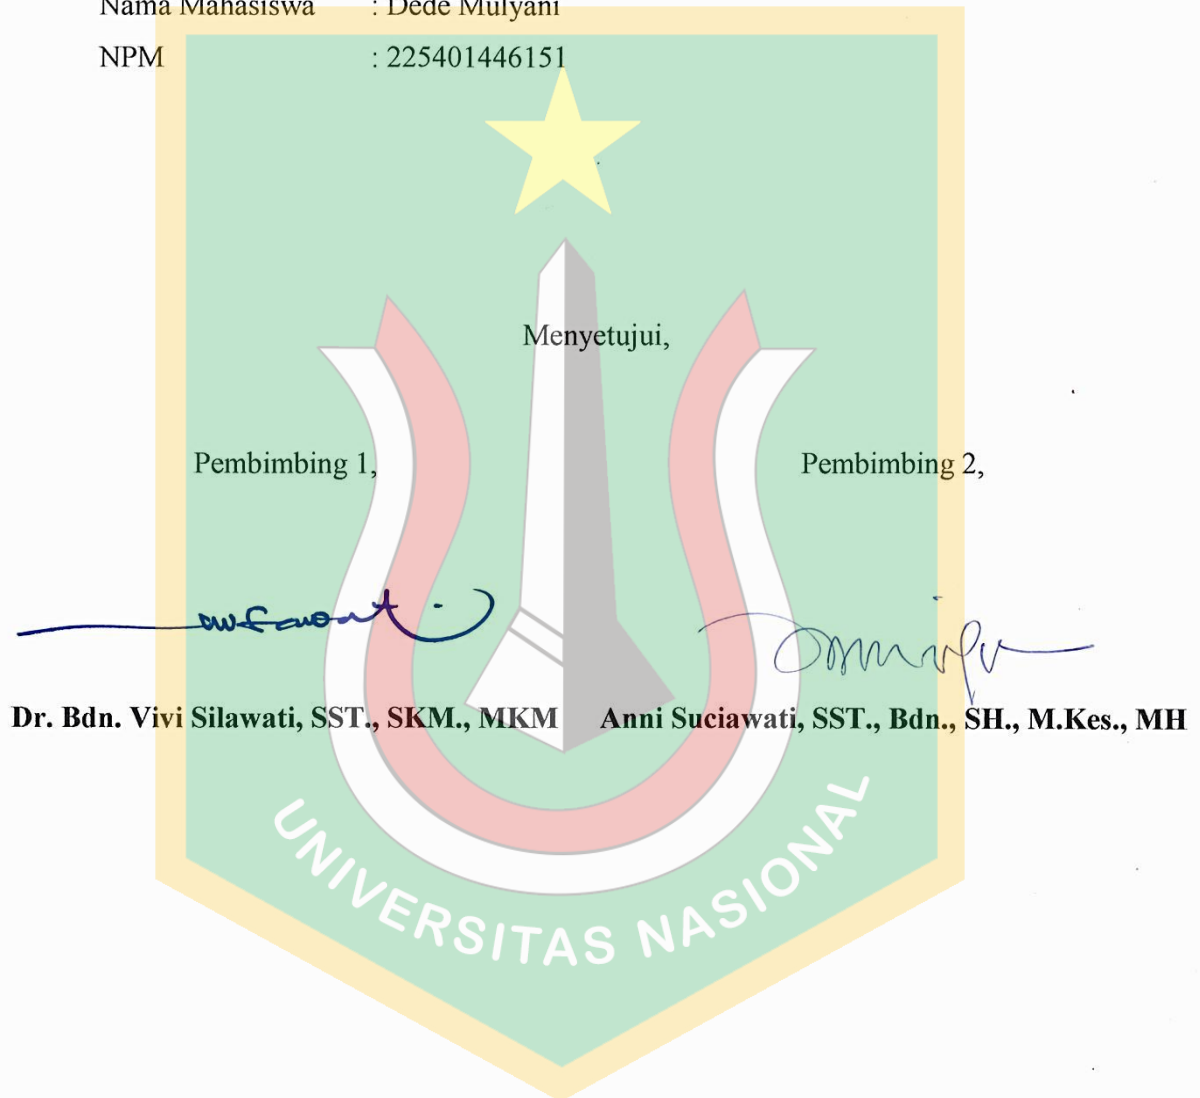 Nama Mahasiswa : Dede Mulyani
NPM : 225401446151
Menyetujui,
Pembimbing 1, Pembimbing 2,
Dr. Bdn. Vivi Silawati, SST., SKM., MKM Anni Suciawati, SST., Bdn., SH., M.Kes., MH
UNIVERSITAS NASIONAL